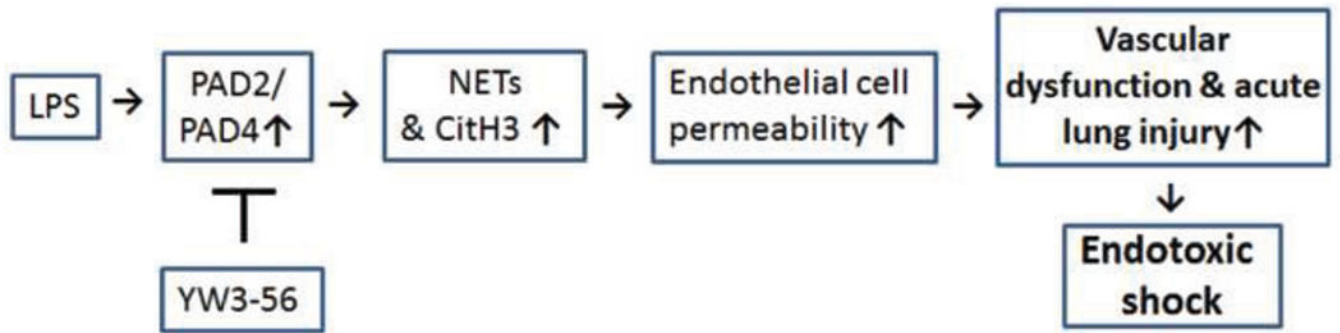 LPS
→
PAD2/
PAD4↑
→
NETs
& CitH3 ↑
→
Endothelial cell
permeability ↑
→
Vascular
dysfunction & acute
lung injury↑
↓
Endotoxic
shock
YW3-56